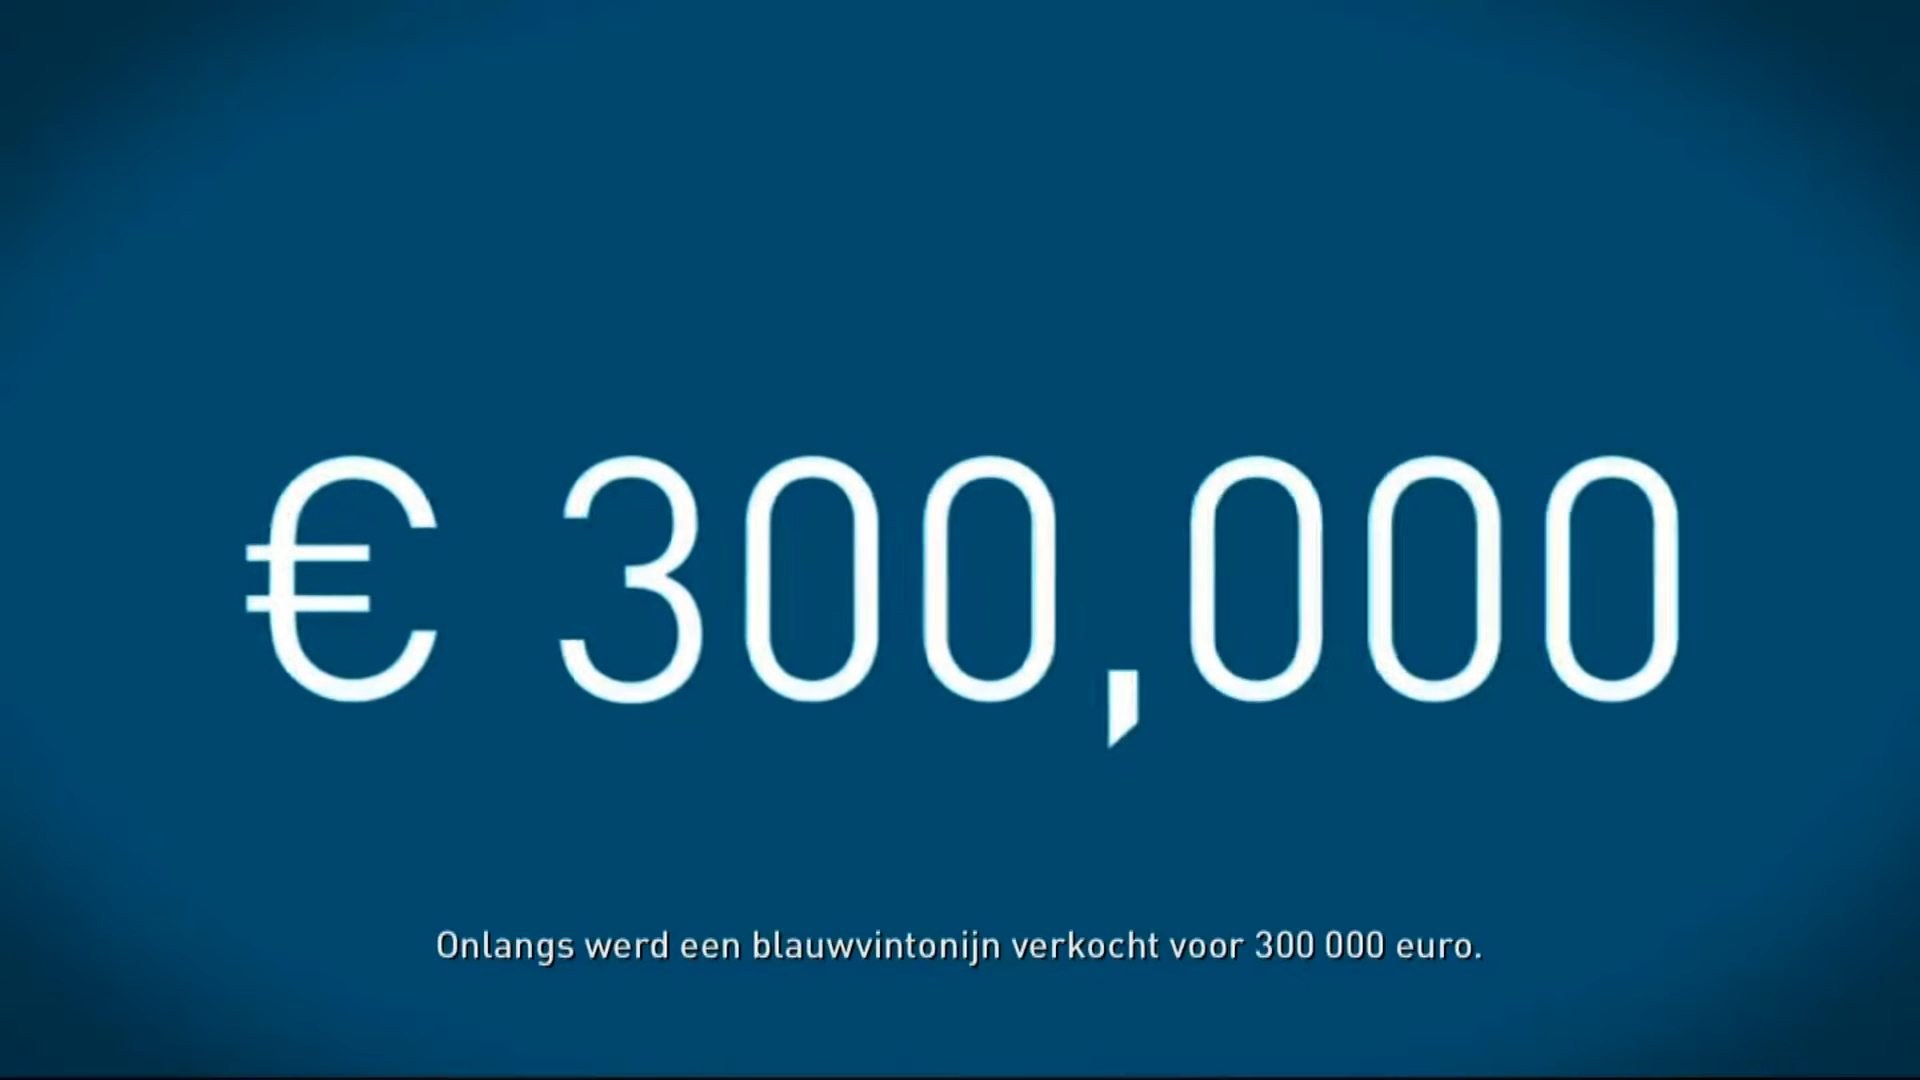 € 300,000
Onlangs werd een blauwvintonijn verkocht voor 300 000 euro.